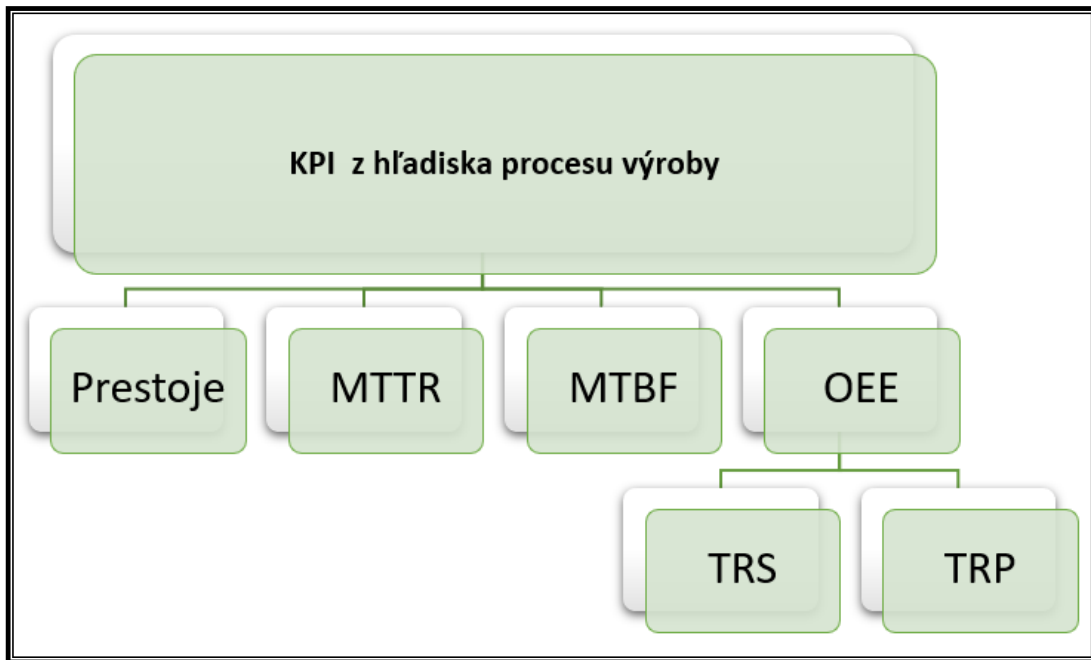 KPI  z hľadiska procesu výroby
Prestoje
MTTR
MTBF
OEE
TRS
TRP